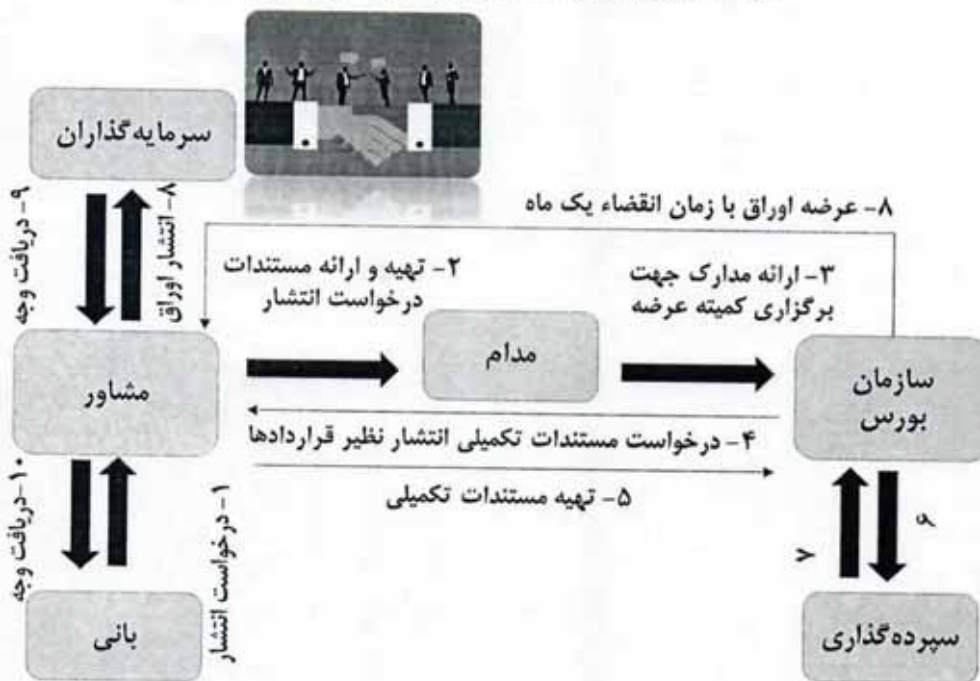 سرمایه‌گذاران
۹- دریافت وجه
۸- انتشار اوراق
۸- عرضه اوراق با زمان انقضاء یک ماه
۲- تهیه و ارائه مستندات
درخواست انتشار
۳- ارائه مدارک جهت
برگزاری کمیته عرضه
مشاور
مدام
سازمان
بورس
۴- درخواست مستندات تکمیلی انتشار نظیر قراردادها
۵- تهیه مستندات تکمیلی
۱۰- دریافت وجه
۱- درخواست انتشار
۷
بانی
سپرده‌گذاری